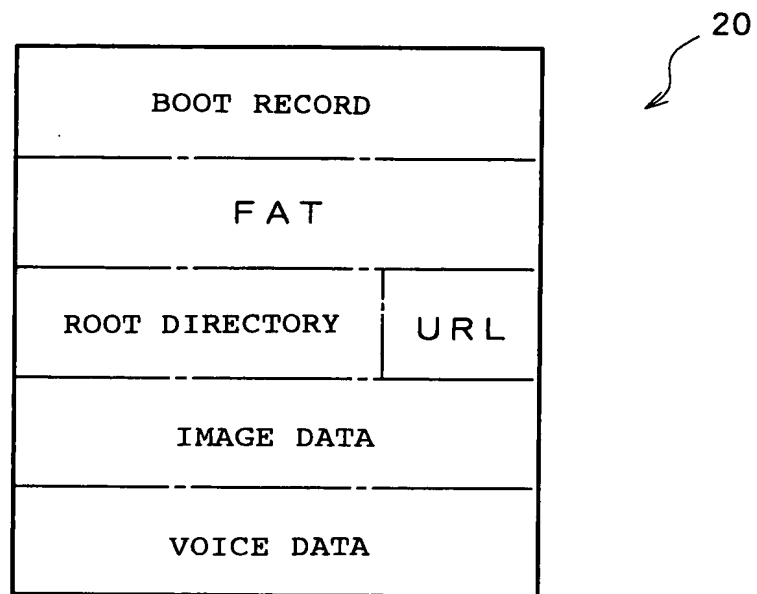 20
BOOT RECORD
FAT
ROOT DIRECTORY URL
IMAGE DATA
VOICE DATA